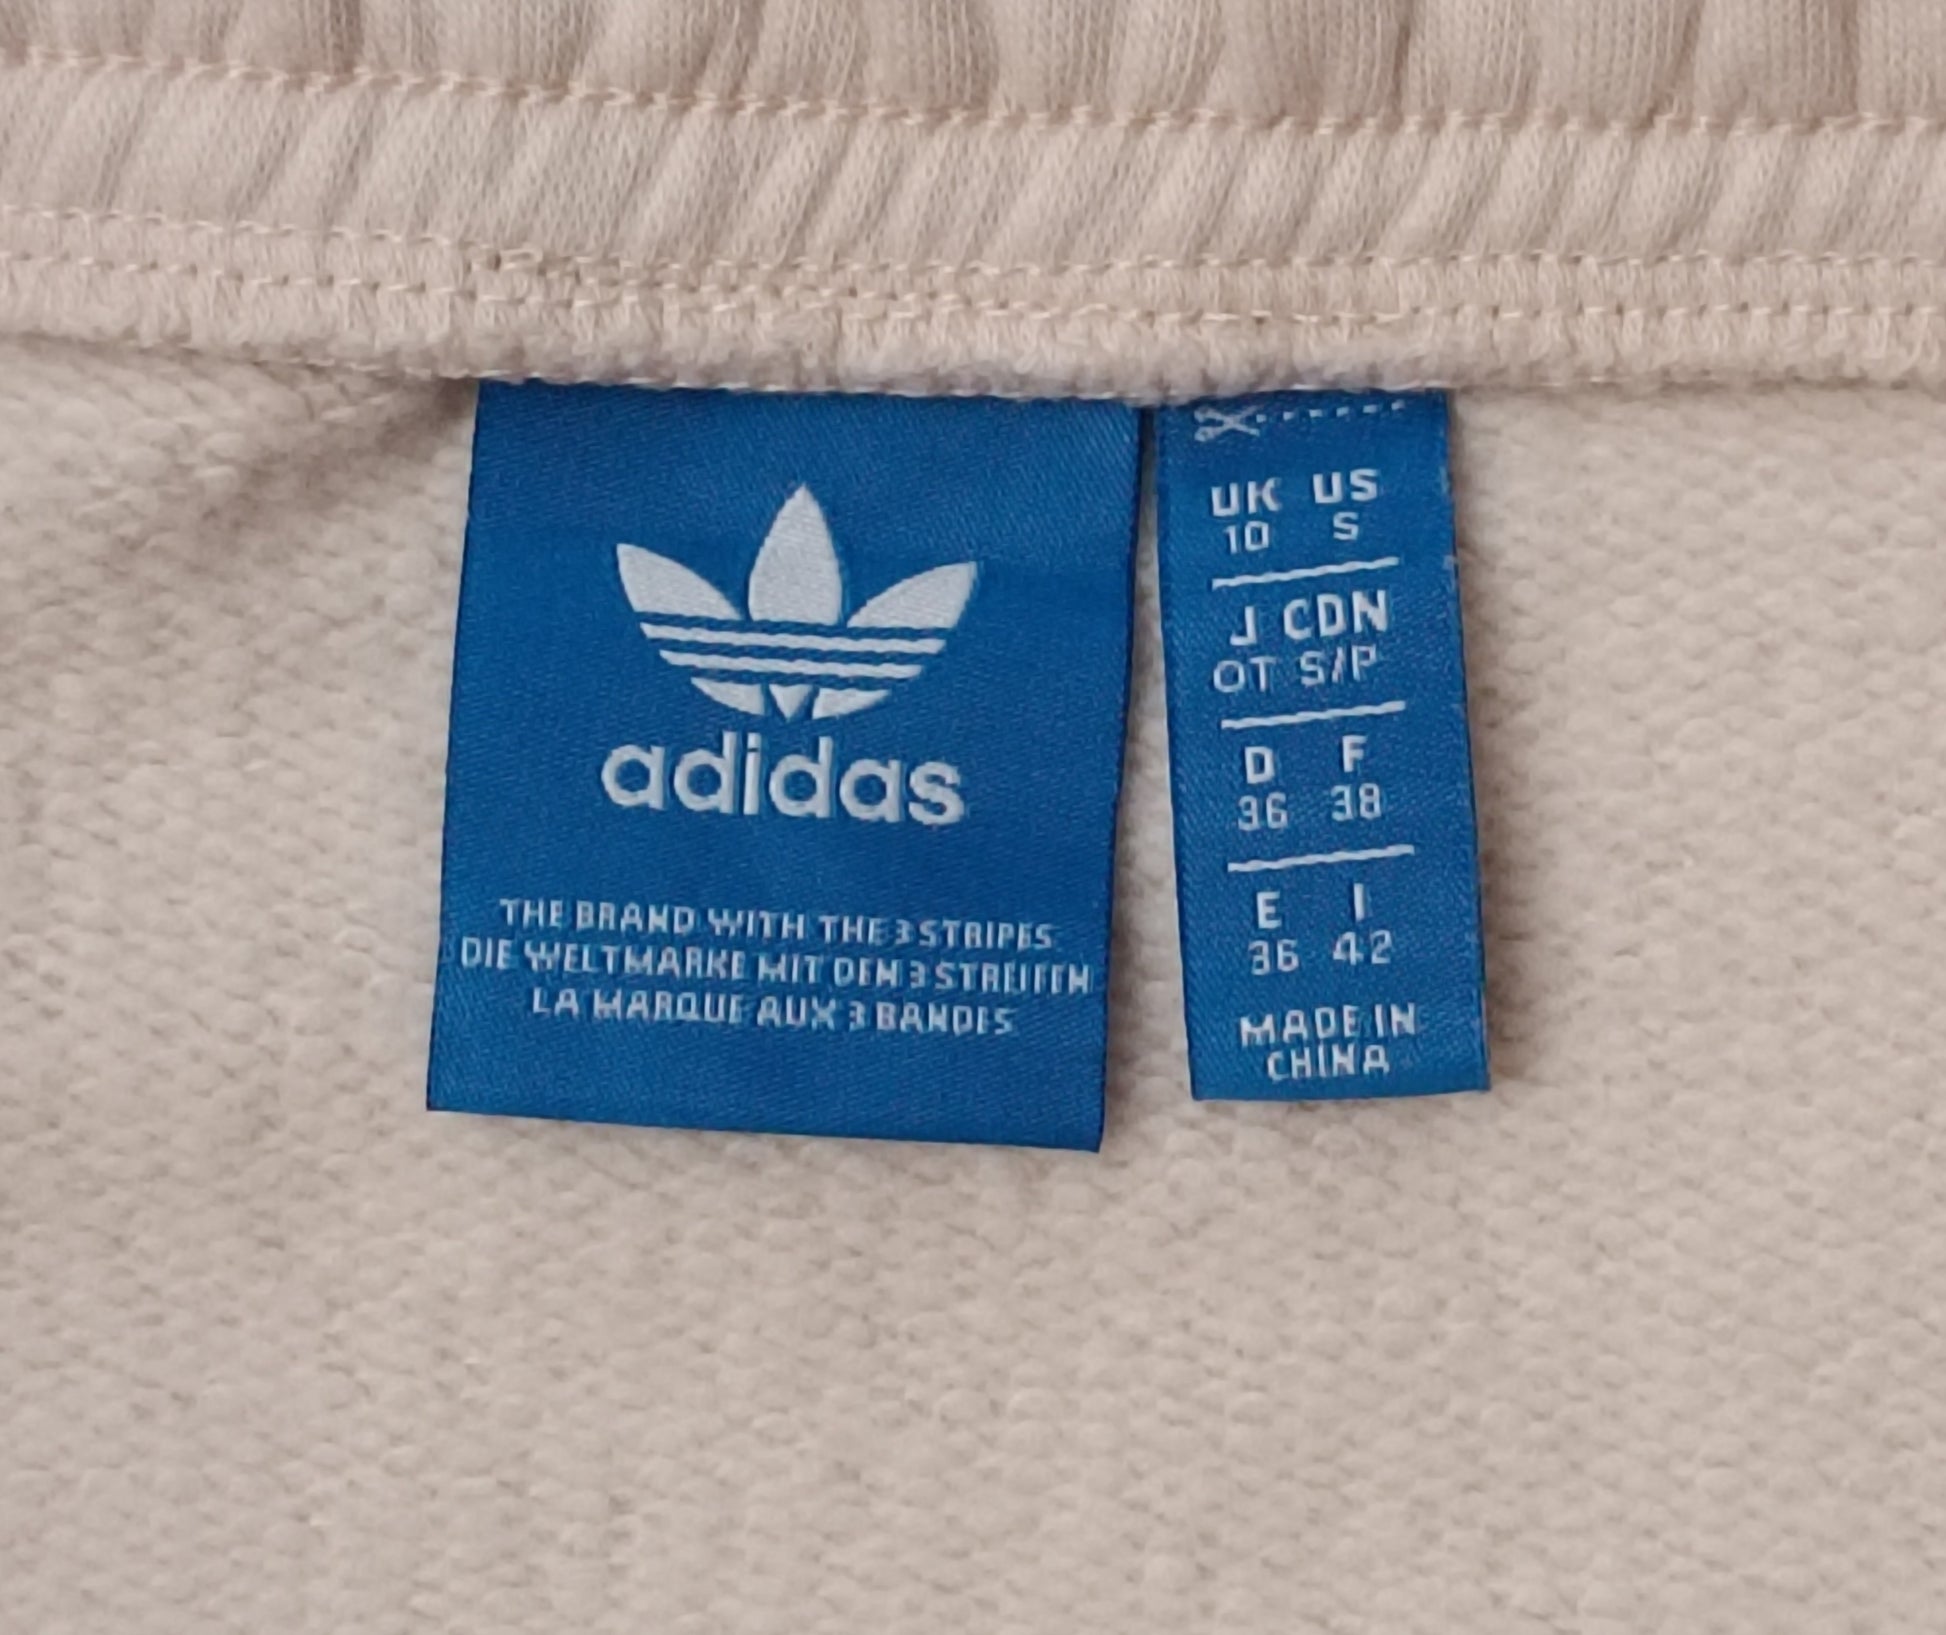 adidas
THE BRAND WITH THE 3 STRIPES
DIE WELTMARKE MIT DEN 3 STREIFEN
LA MARQUE AUX 3 BANDES
UK US
10 S
J CDN
OT S/P
D F
36 38
E I
36 42
MADE IN
CHINA